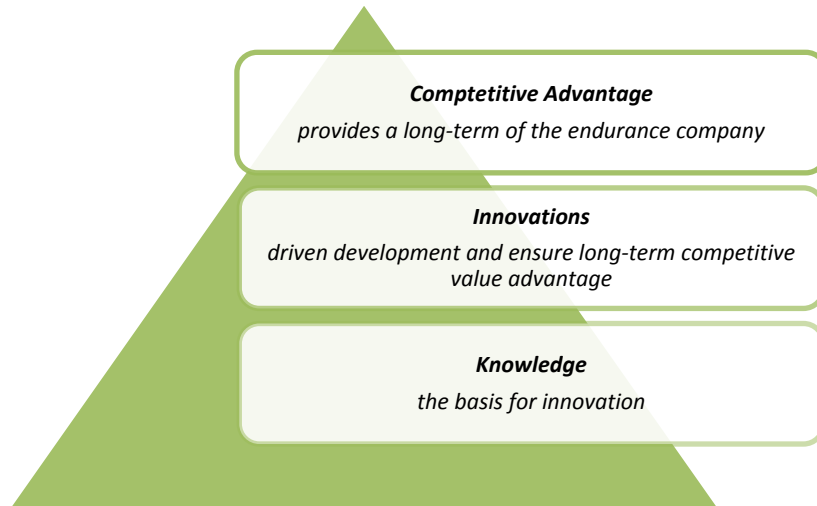 Comptetitive Advantage
provides a long-term of the endurance company
Innovations
driven development and ensure long-term competitive
value advantage
Knowledge
the basis for innovation